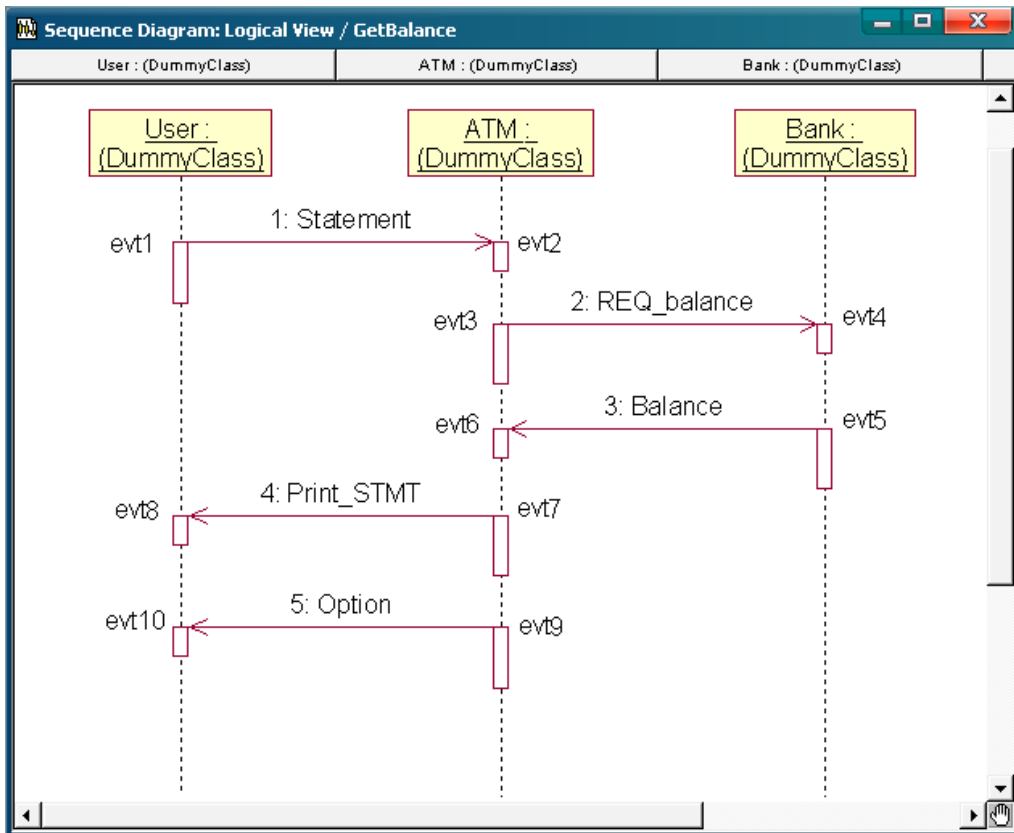 Sequence Diagram: Logical View / GetBalance
User : (DummyClass)
ATM : (DummyClass)
Bank : (DummyClass)
User :
(DummyClass)
ATM :
(DummyClass)
Bank :
(DummyClass)
1: Statement
evt1
evt2
2: REQ_balance
evt3
evt4
3: Balance
evt6
evt5
4: Print_STMT
evt8
evt7
5: Option
evt10
evt9